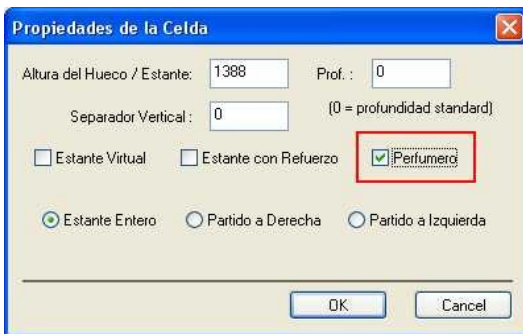 Propiedades de la Celda
Altura del Hueco / Estante: 1388 Prof. : 0
Separador Vertical : 0 (0 = profundidad standard)
Estante Virtual Estante con Refuerzo Perfumero
Estante Entero Partido a Derecha Partido a Izquierda
OK Cancel